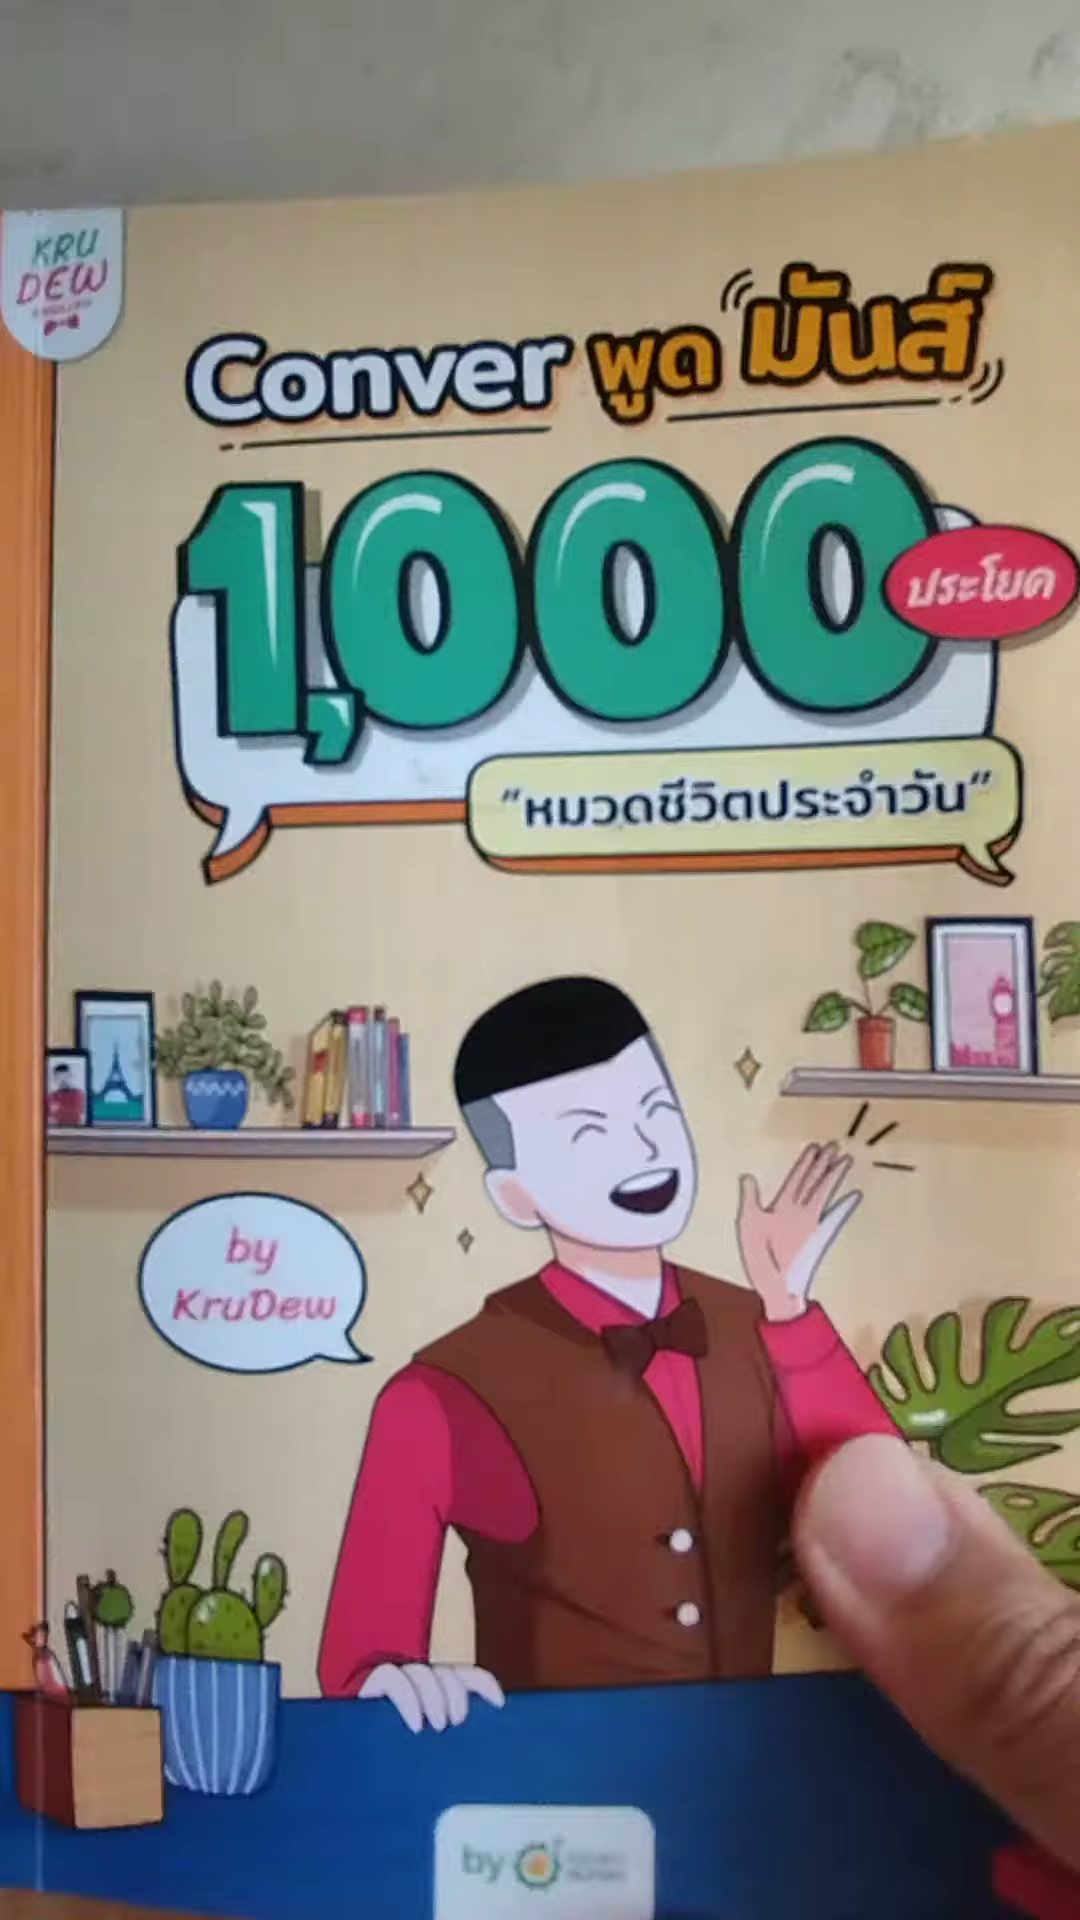 KRU
DEW
ENGLISH
Conver พูด มันส์
1,000
ประโยค
"หมวดชีวิตประจำวัน"
by
KruDew
by